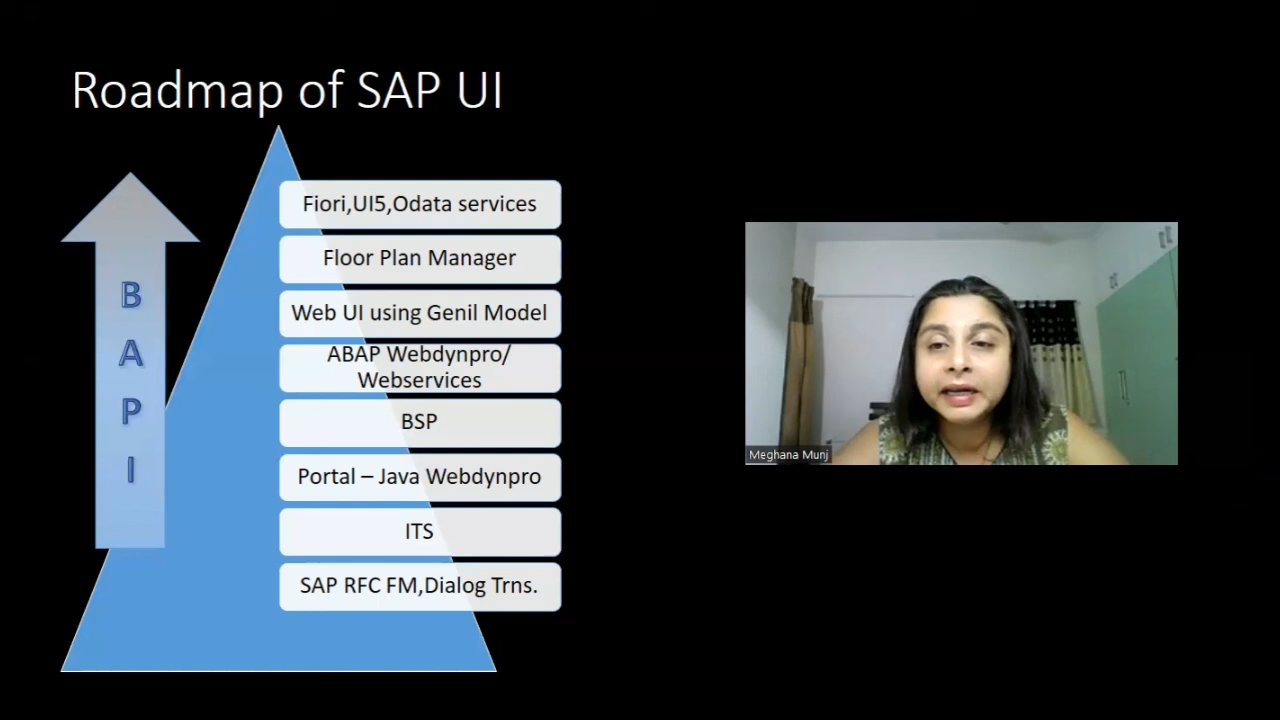 Roadmap of SAP UI
B
A
P
I
Fiori,UI5,Odata services
Floor Plan Manager
Web UI using Genil Model
ABAP Webdynpro/
Webservices
BSP
Portal – Java Webdynpro
ITS
SAP RFC FM,Dialog Trns.
Meghana Munj